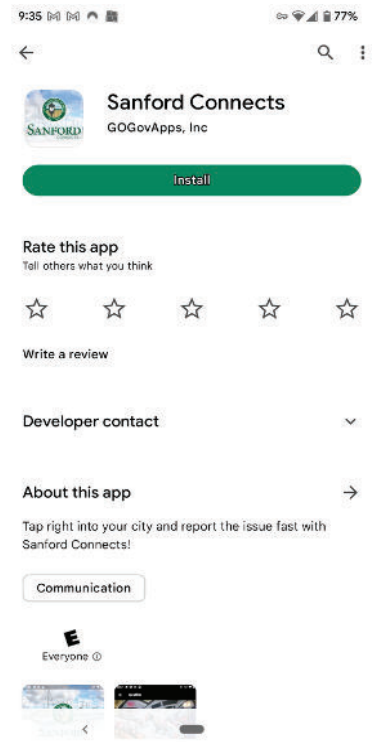 9:35
77%
Sanford Connects
SANFORD
GOGovApps, Inc
Install
Rate this app
Tell others what you think
Write a review
Developer contact
About this app
Tap right into your city and report the issue fast with
Sanford Connects!
Communication
E
Everyone